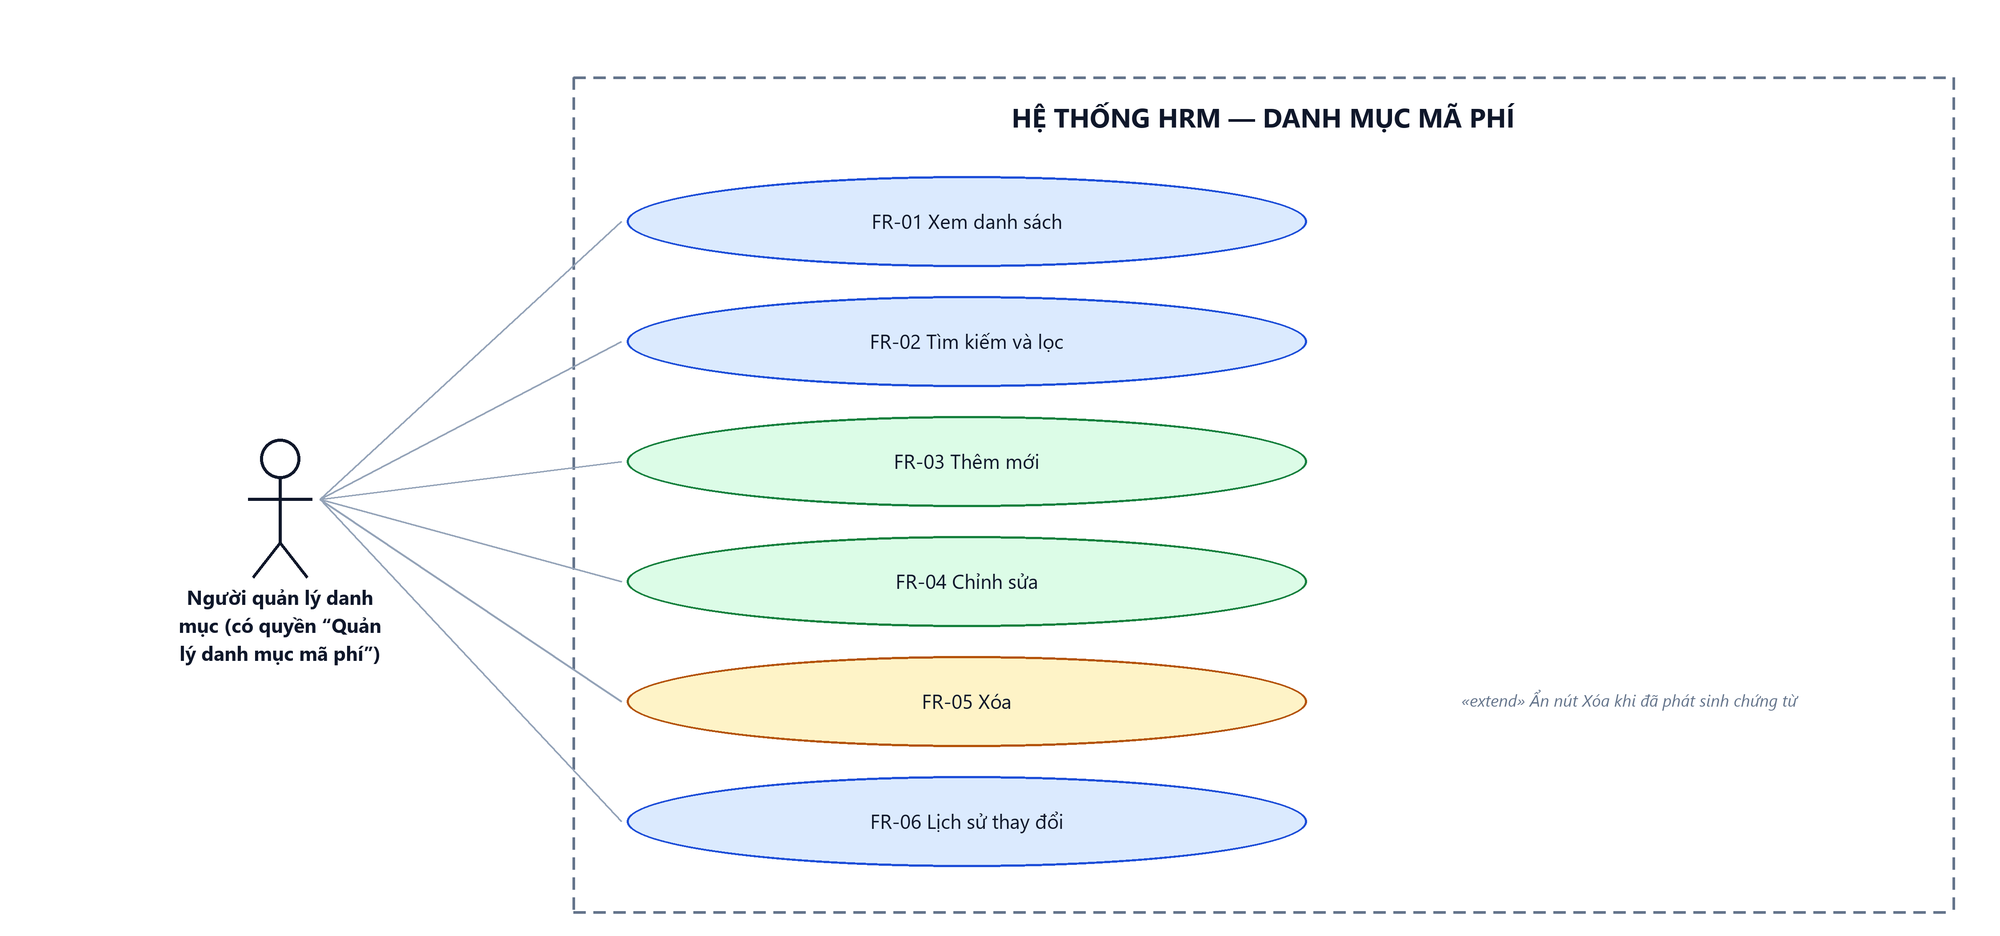 HỆ THỐNG HRM — DANH MỤC MÃ PHÍ
FR-01 Xem danh sách
FR-02 Tìm kiếm và lọc
FR-03 Thêm mới
FR-04 Chỉnh sửa
Người quản lý danh
mục (có quyền “Quản
lý danh mục mã phí”)
FR-05 Xóa
«extend» Ẩn nút Xóa khi đã phát sinh chứng từ
FR-06 Lịch sử thay đổi